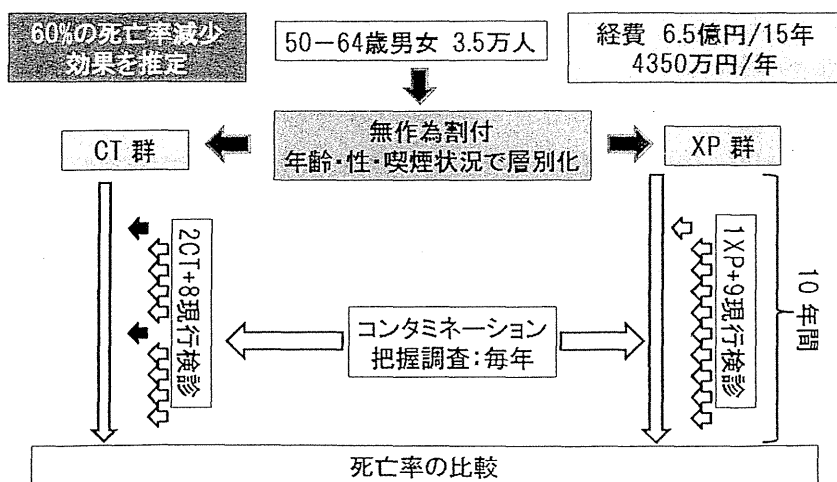 60%の死亡率減少
効果を推定
50－64歳男女 3.5万人
経費 6.5億円/15年
4350万円/年
無作為割付
年齢・性・喫煙状況で層別化
CT 群
XP 群
2CT+8現行検診
1XP+9現行検診
10年間
コンタミネーション
把握調査:毎年
死亡率の比較